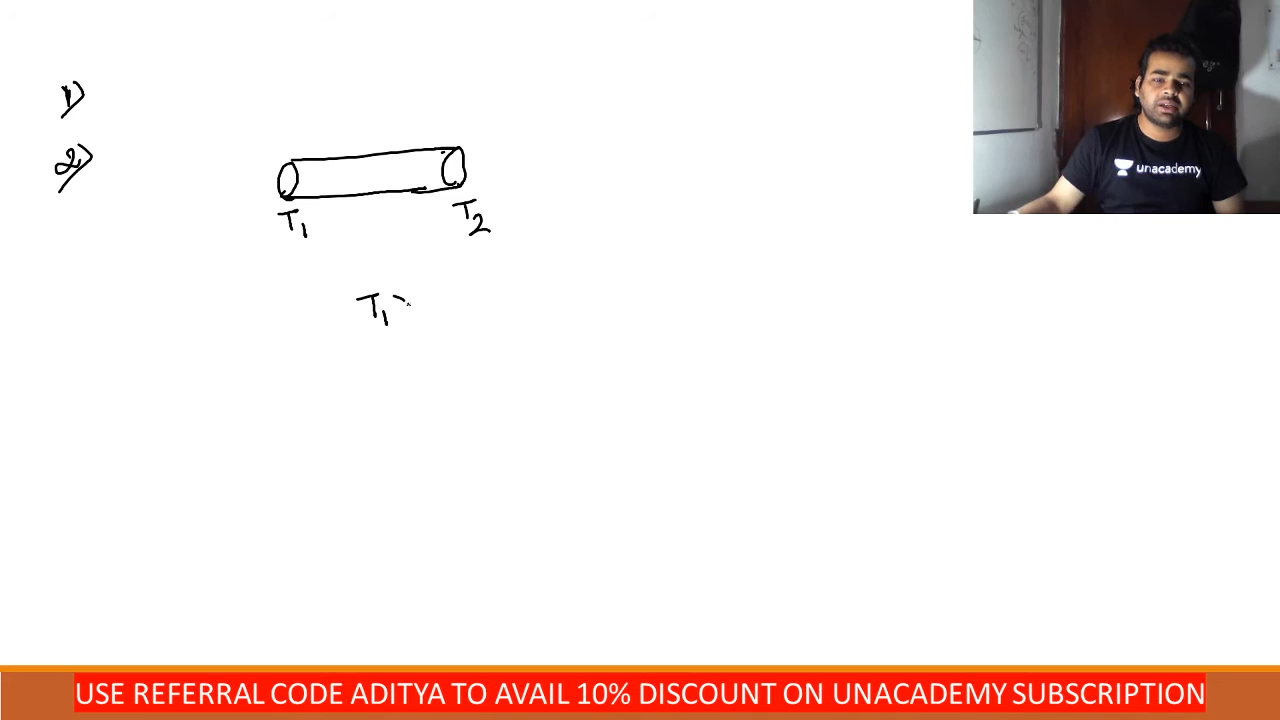 1)
2)
unacademy
T1 T2
T1 >
USE REFERRAL CODE ADITYA TO AVAIL 10% DISCOUNT ON UNACADEMY SUBSCRIPTION